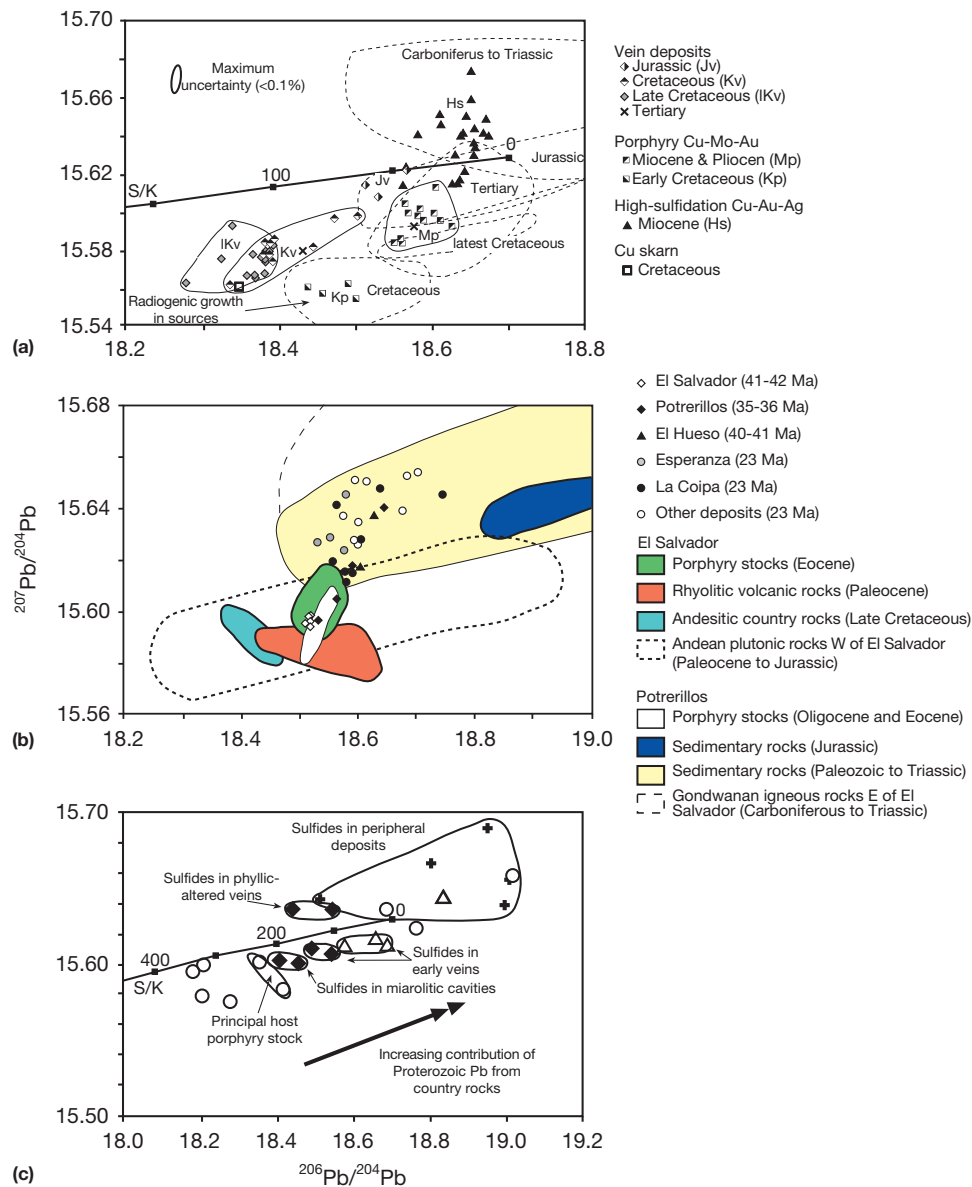 15.70
15.66
15.62
15.58
15.54
18.2
18.4
18.6
18.8
(a)
Maximum
uncertainty (<0.1%)
Carboniferus to Triassic
Hs
0
100
S/K
Jv
Jurassic
Tertiary
lKv
Kv
Mp
latest Cretaceous
Cretaceous
Kp
Radiogenic growth
in sources
Vein deposits
Jurassic (Jv)
Cretaceous (Kv)
Late Cretaceous (lKv)
Tertiary
Porphyry Cu-Mo-Au
Miocene & Pliocen (Mp)
Early Cretaceous (Kp)
High-sulfidation Cu-Au-Ag
Miocene (Hs)
Cu skarn
Cretaceous
15.68
15.64
15.60
15.56
18.2
18.4
18.6
18.8
19.0
207Pb/204Pb
(b)
El Salvador (41-42 Ma)
Potrerillos (35-36 Ma)
El Hueso (40-41 Ma)
Esperanza (23 Ma)
La Coipa (23 Ma)
Other deposits (23 Ma)
El Salvador
Porphyry stocks (Eocene)
Rhyolitic volcanic rocks (Paleocene)
Andesitic country rocks (Late Cretaceous)
Andean plutonic rocks W of El Salvador
(Paleocene to Jurassic)
Potrerillos
Porphyry stocks (Oligocene and Eocene)
Sedimentary rocks (Jurassic)
Sedimentary rocks (Paleozoic to Triassic)
Gondwanan igneous rocks E of El
Salvador (Carboniferous to Triassic)
15.70
15.60
15.50
18.0
18.2
18.4
18.6
18.8
19.0
19.2
Sulfides in peripheral
deposits
Sulfides in phyllic-
altered veins
0
200
400
S/K
Sulfides in
early veins
Sulfides in miarolitic cavities
Principal host
porphyry stock
Increasing contribution of
Proterozoic Pb from
country rocks
(c)
206Pb/204Pb